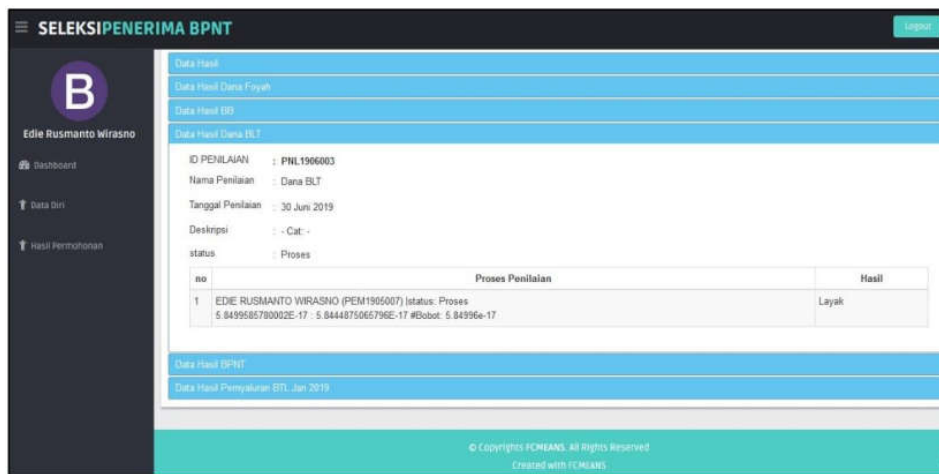 SELEKSIPENERIMA BPNT
Logout
B
Edie Rusmanto Wirasno
Dashboard
Data Diri
Hasil Permohonan
Data Hasil
Data Hasil Dana Foyah
Data Hasil BB
Data Hasil Dana BLT
ID PENILAIAN : PNL1906003
Nama Penilaian : Dana BLT
Tanggal Penilaian : 30 Juni 2019
Deskripsi : - Cat: -
status : Proses
no Proses Penilaian Hasil
1 EDIE RUSMANTO WIRASNO (PEM1905007) |status: Proses Layak
5.8499585780002E-17 : 5.8444875065796E-17 #Bobot: 5.84996e-17
Data Hasil BPNT
Data Hasil Pemyaluran BTL Jan 2019
© Copyrights FCMEANS. All Rights Reserved
Created with FCMEANS